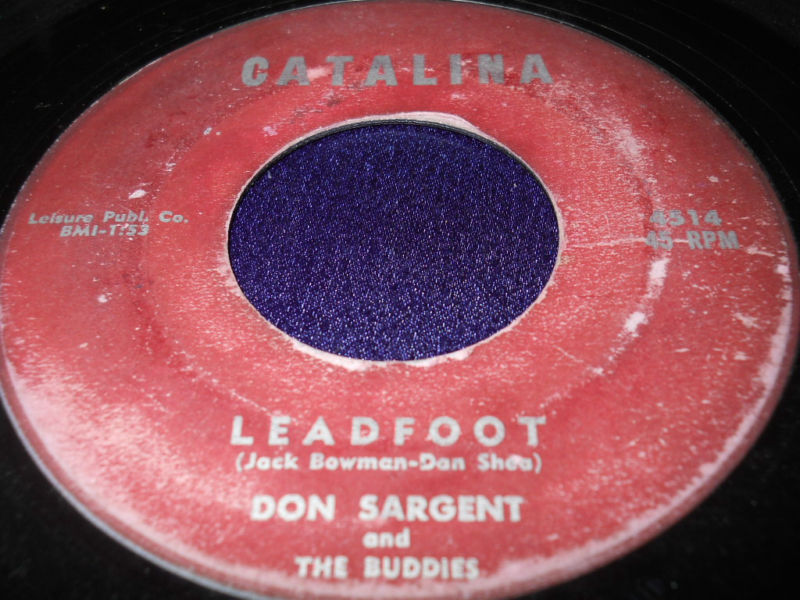 CATALINA
Leisure Publ. Co.
BMI-T:53
4514
45 RPM
LEADFOOT
(Jack Bowman-Dan Shea)
DON SARGENT
and
THE BUDDIES